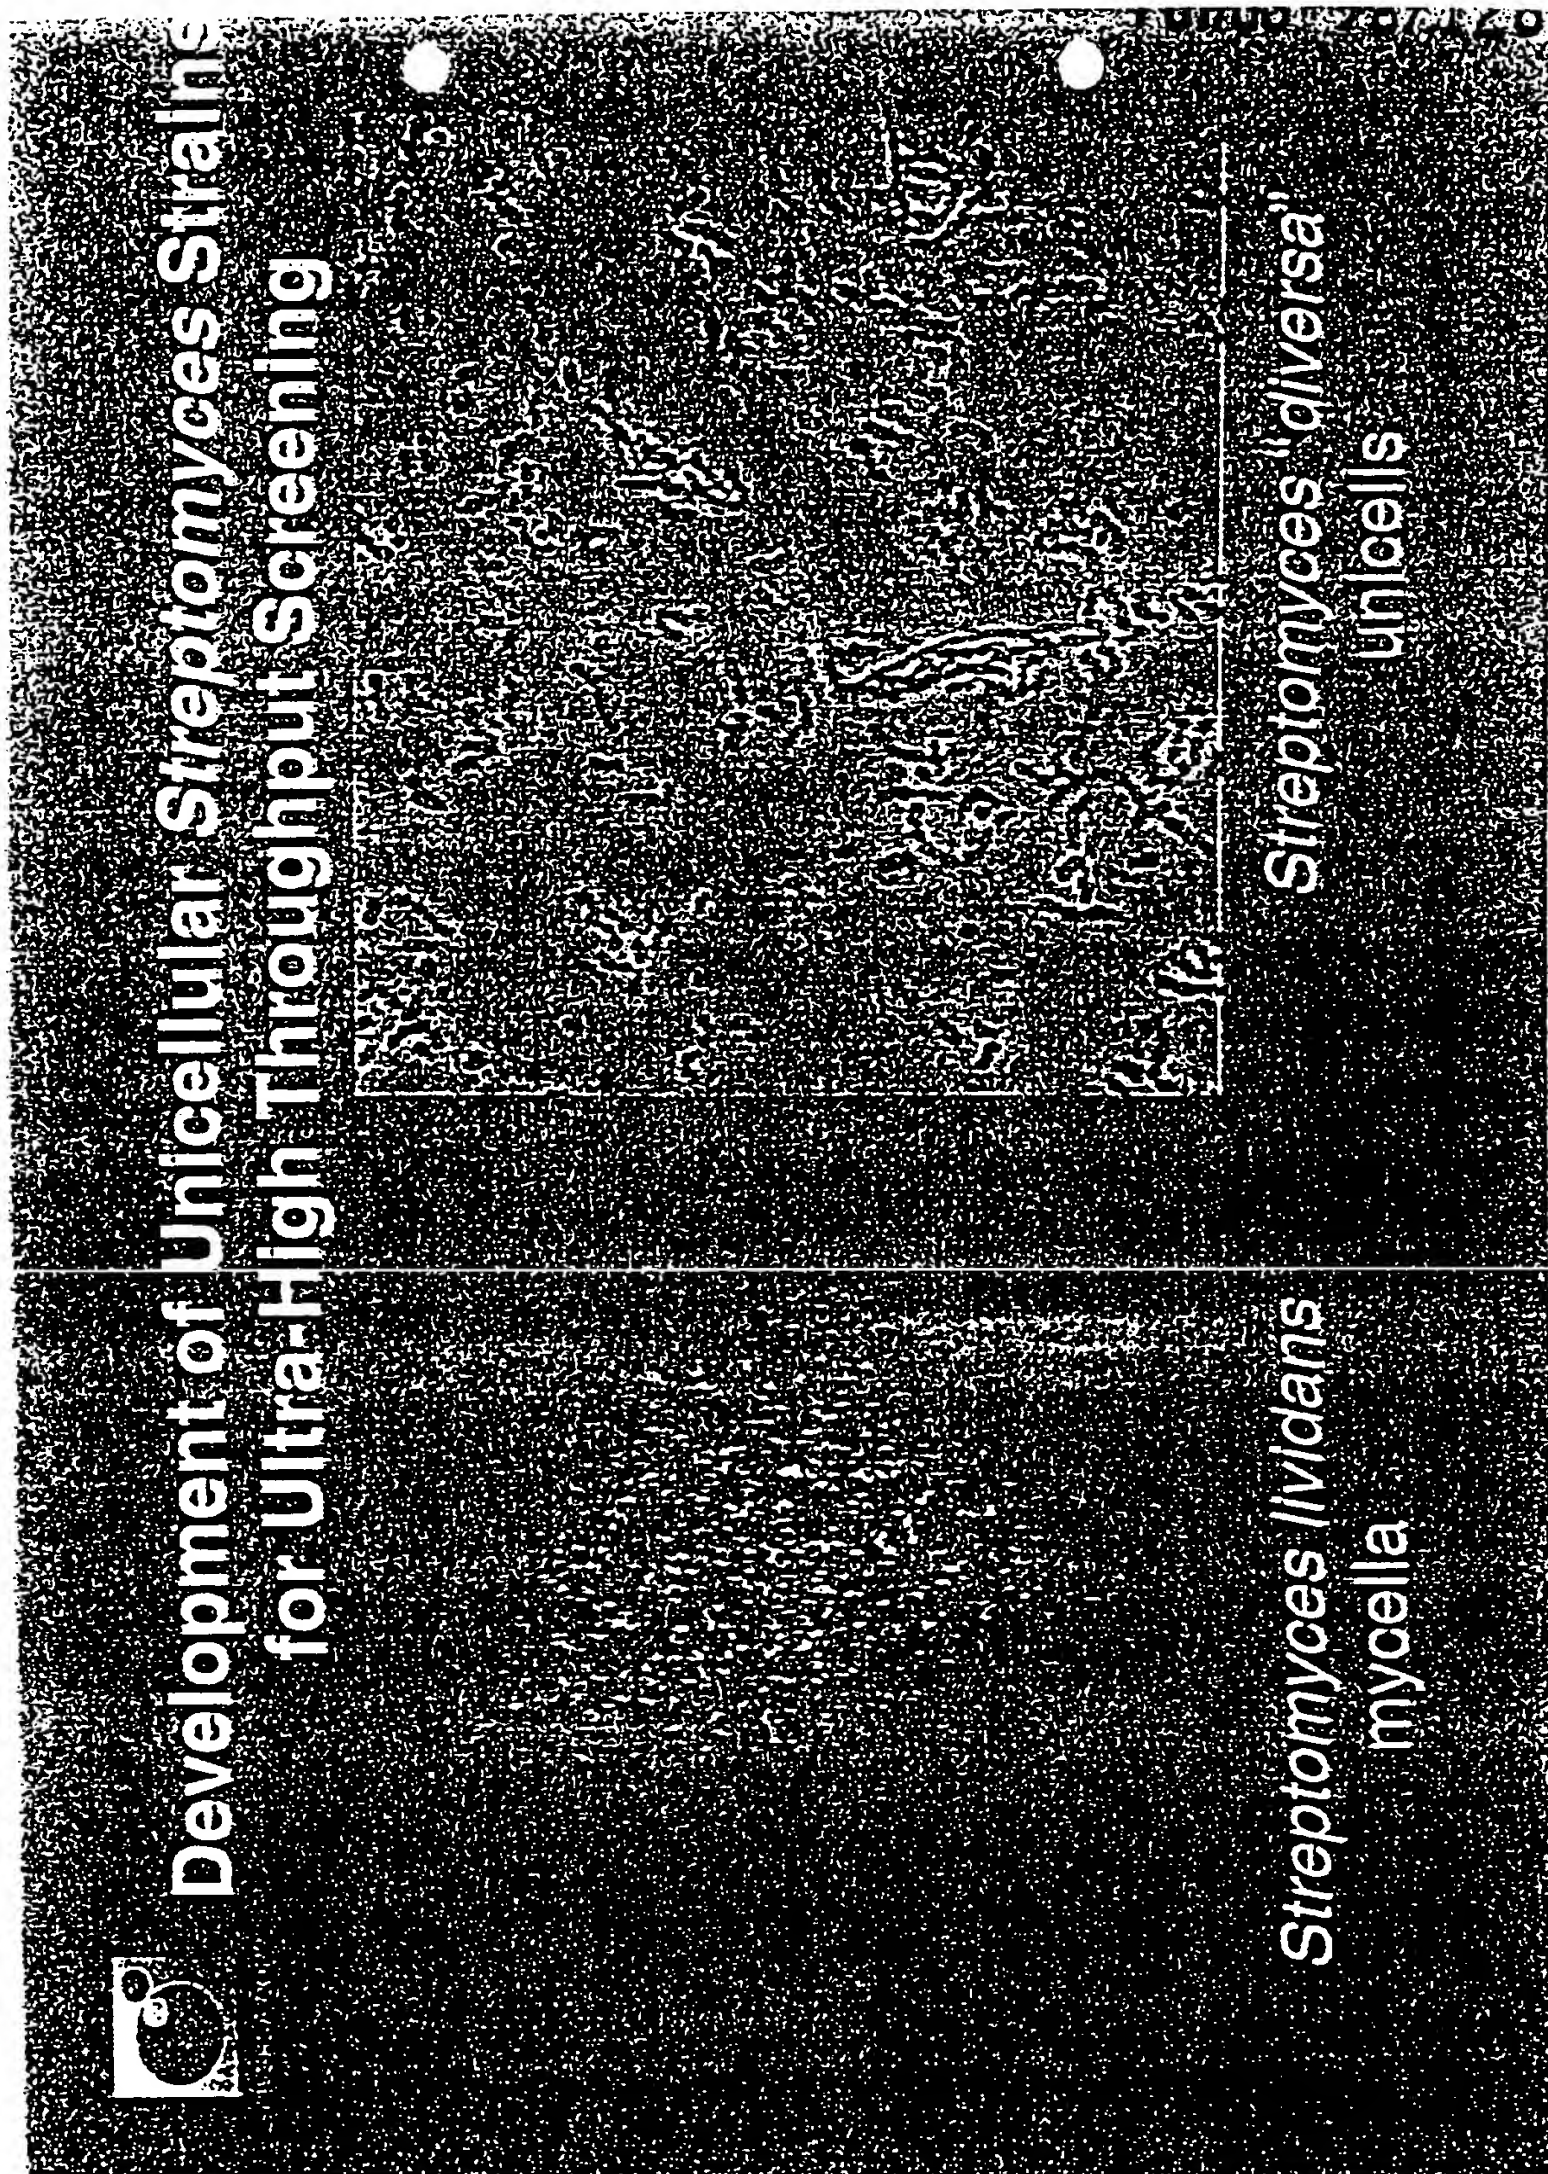 Development of Unicellular Streptomyces Strains
for Ultra-High Throughput Screening
Streptomyces lividans
mycelia
Streptomyces "diversa"
unicells